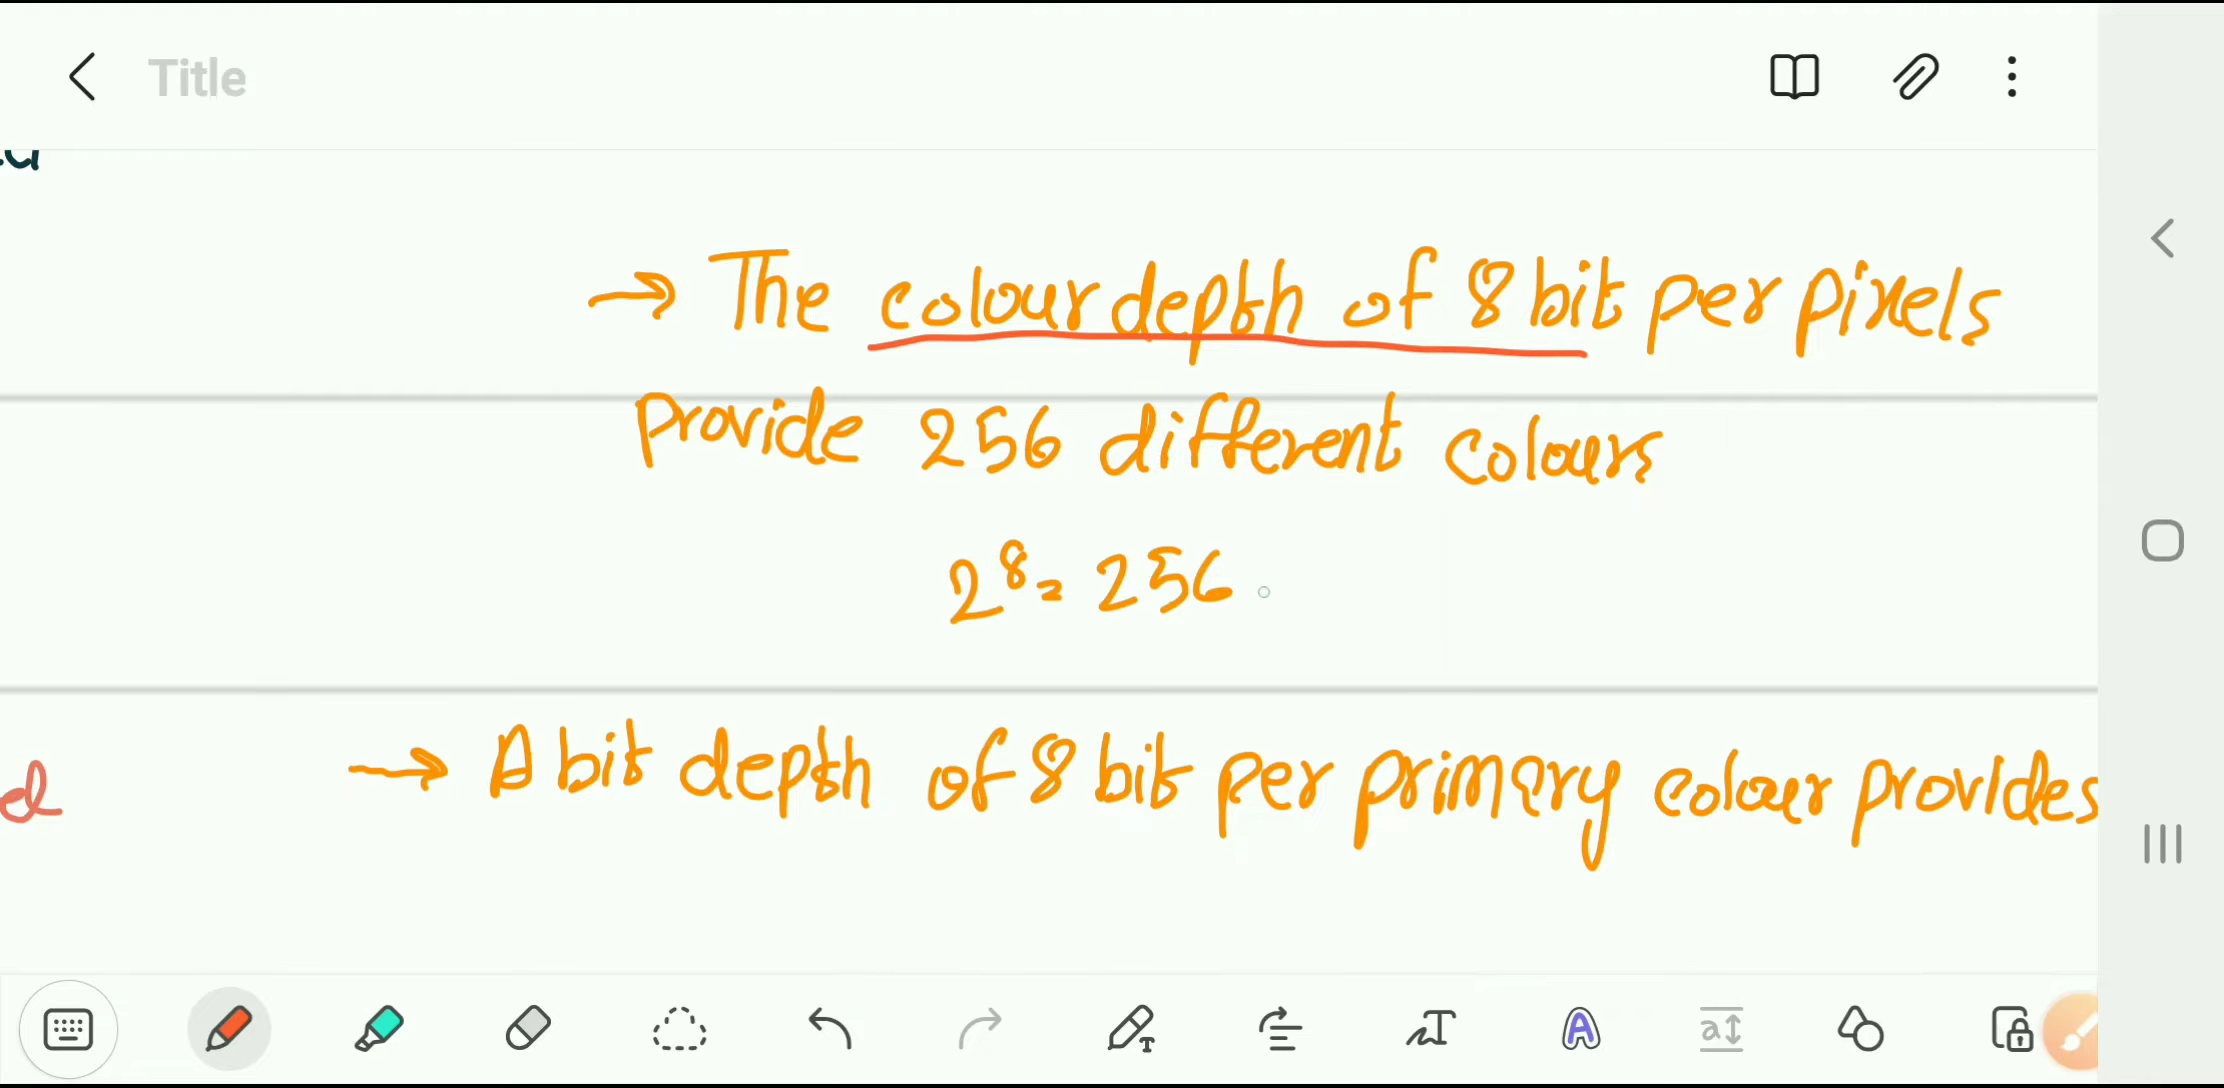 Title
→ The colour depth of 8 bit per pixels
provide 256 different colours
2⁸ = 256
d → A bit depth of 8 bit per primary colour provides